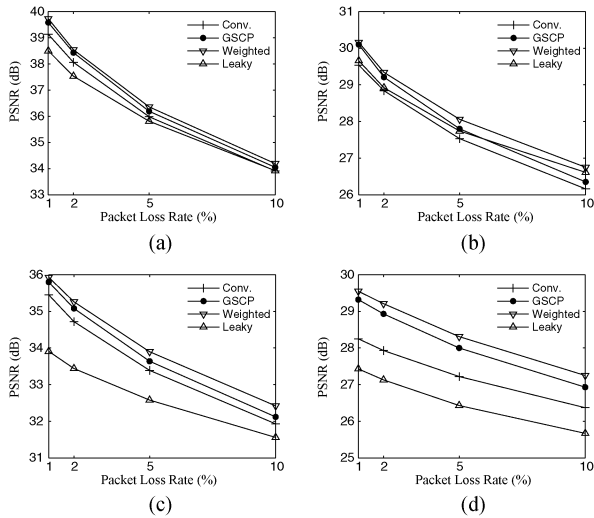 40
39
38
37
36
35
34
33
PSNR (dB)
Conv.
GSCP
Weighted
Leaky
1 2 5 10
Packet Loss Rate (%)
(a)
31
30
29
28
27
26
PSNR (dB)
Conv.
GSCP
Weighted
Leaky
1 2 5 10
Packet Loss Rate (%)
(b)
36
35
34
33
32
31
PSNR (dB)
Conv.
GSCP
Weighted
Leaky
1 2 5 10
Packet Loss Rate (%)
(c)
30
29
28
27
26
25
PSNR (dB)
Conv.
GSCP
Weighted
Leaky
1 2 5 10
Packet Loss Rate (%)
(d)